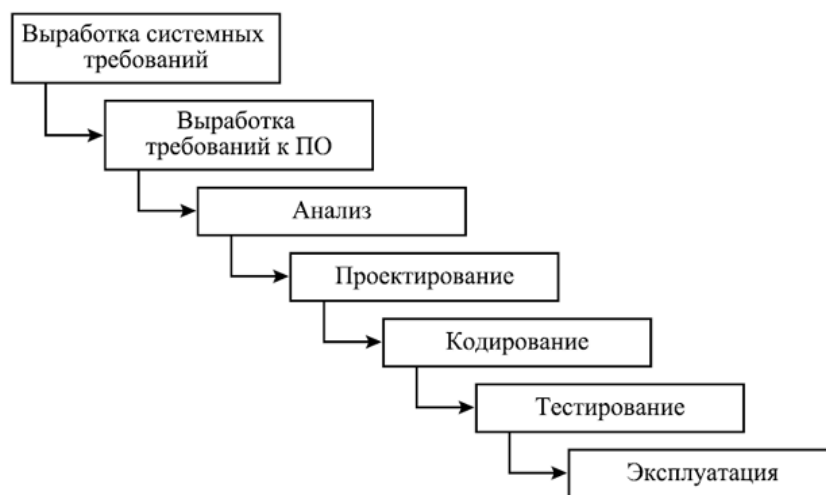 Выработка системных
требований
Выработка
требований к ПО
Анализ
Проектирование
Кодирование
Тестирование
Эксплуатация